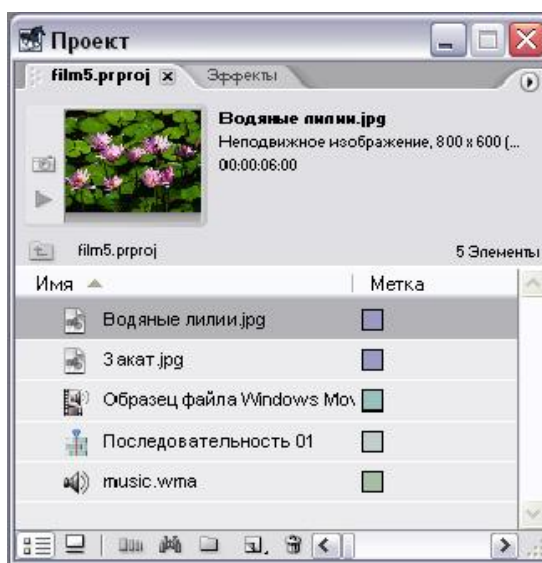 Проект
film5.prproj Эффекты
Водяные лилии.jpg
Неподвижное изображение, 800 x 600 (...
00:00:06:00
film5.prproj 5 Элементы
Имя Метка
Водяные лилии.jpg
Закат.jpg
Образец файла Windows Mov
Последовательность 01
music.wma